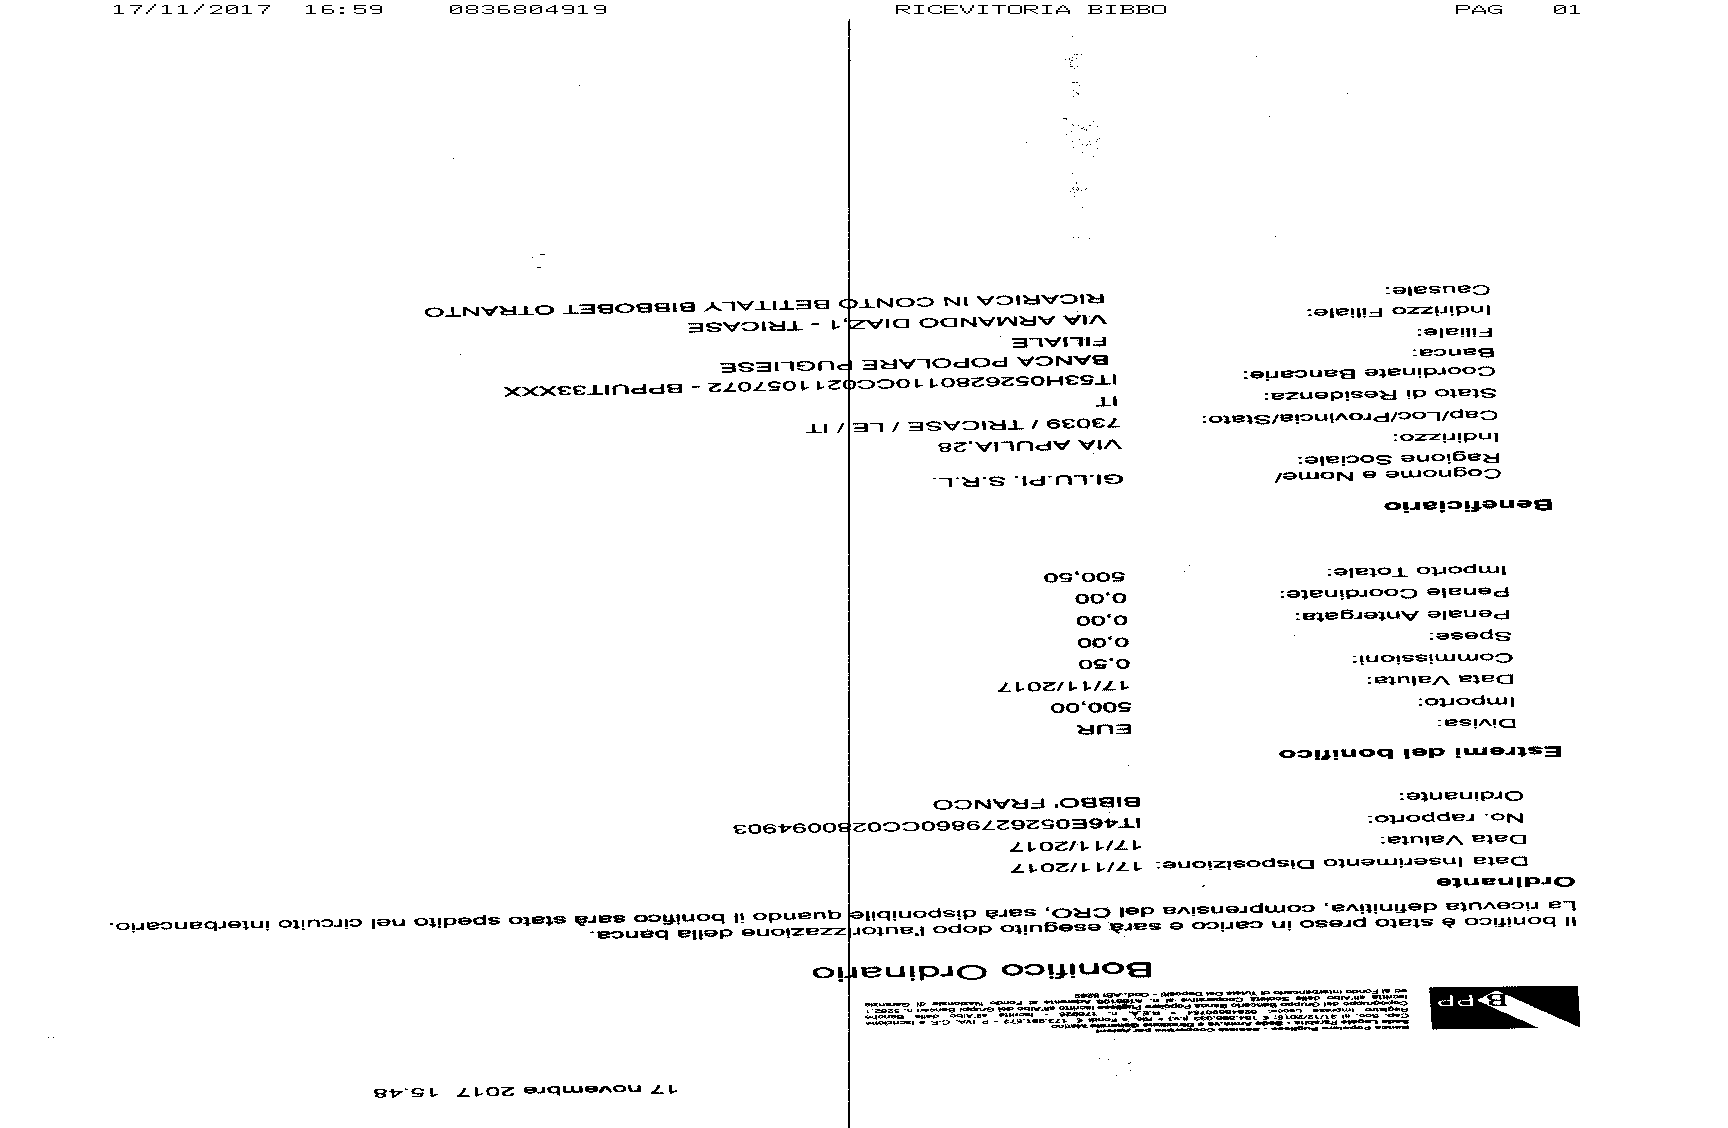 17/11/2017 16:59 0836804919 RICEVITORIA BIBBO PAG 01
17 novembre 2017 15.48
BPP
Bonifico Ordinario
Il bonifico è stato preso in carico e sarà eseguito dopo l'autorizzazione della banca.
La ricevuta definitiva, comprensiva del CRO, sarà disponibile quando il bonifico sarà stato spedito nel circuito interbancario.
Ordinante
Data Inserimento Disposizione: 17/11/2017
Data Valuta: 17/11/2017
No. rapporto: IT46E0526279860CC0280094903
Ordinante: BIBBO' FRANCO
Estremi del bonifico
Divisa: EUR
Importo: 500,00
Data Valuta: 17/11/2017
Commissioni: 0,50
Spese: 0,00
Penale Antergata: 0,00
Penale Coordinate: 0,00
Importo Totale: 500,50
Beneficiario
Cognome e Nome/
Ragione Sociale: GI.LU.PI. S.R.L.
Indirizzo: VIA APULIA,28
Cap/Loc/Provincia/Stato: 73039 / TRICASE / LE / IT
Stato di Residenza: IT
Coordinate Bancarie: IT53H0526280110CC0211057072 - BPPUIT33XXX
Banca: BANCA POPOLARE PUGLIESE
Filiale: FILIALE
Indirizzo Filiale: VIA ARMANDO DIAZ,1 - TRICASE
Causale: RICARICA IN CONTO BETITALY BIBBOBET OTRANTO